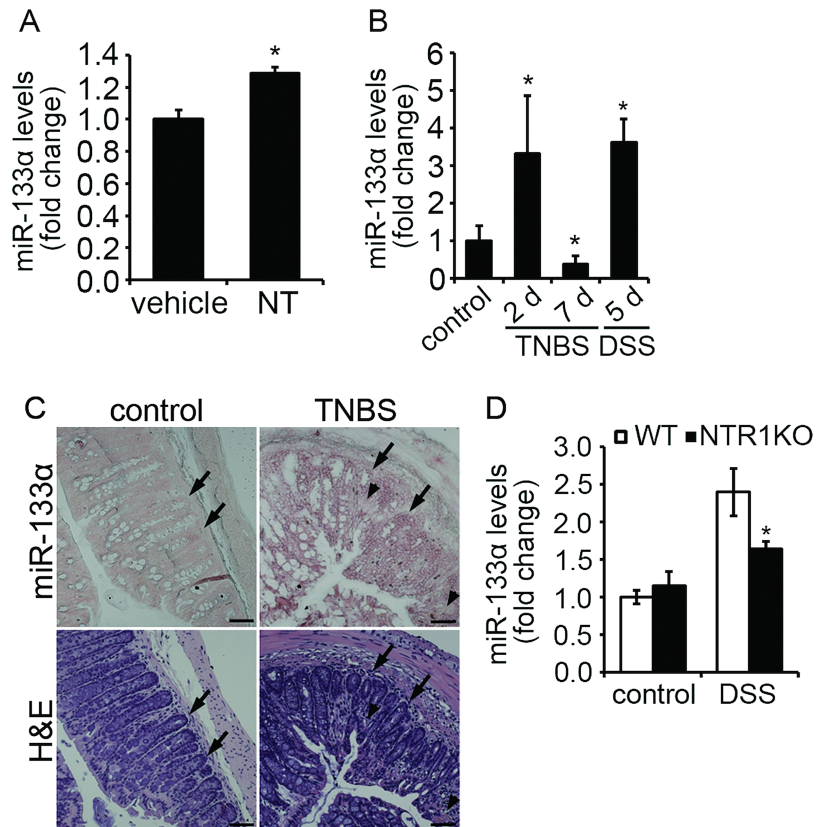 A
miR-133α levels
(fold change)
1.4
1.2
1.0
0.8
0.6
0.4
0.2
0.0
*
vehicle
NT
B
miR-133α levels
(fold change)
6
5
4
3
2
1
0
*
*
*
control
2 d
7 d
5 d
TNBS
DSS
C
control
TNBS
miR-133α
H&E
D
WT
NTR1KO
miR-133α levels
(fold change)
3.0
2.5
2.0
1.5
1.0
0.5
0.0
*
control
DSS